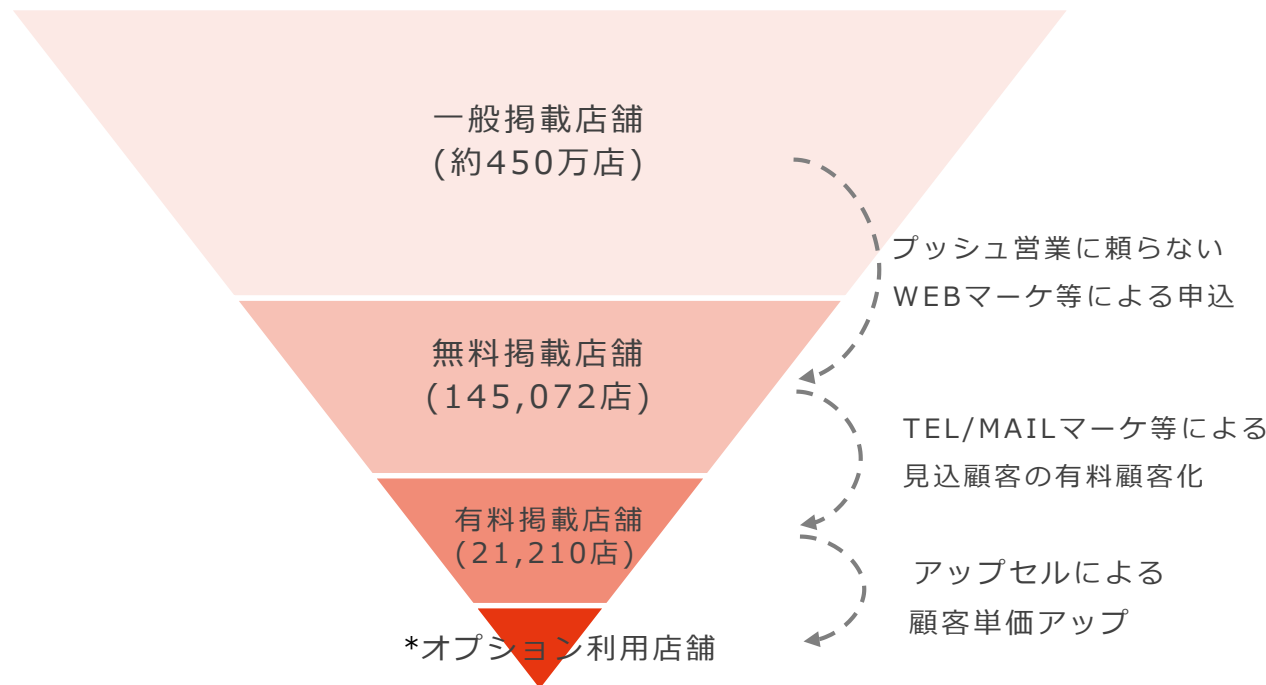 一般掲載店舗
(約450万店)
プッシュ営業に頼らない
WEBマーケ等による申込
無料掲載店舗
(145,072店)
TEL/MAILマーケ等による
見込顧客の有料顧客化
有料掲載店舗
(21,210店)
アップセルによる
顧客単価アップ
*オプション利用店舗